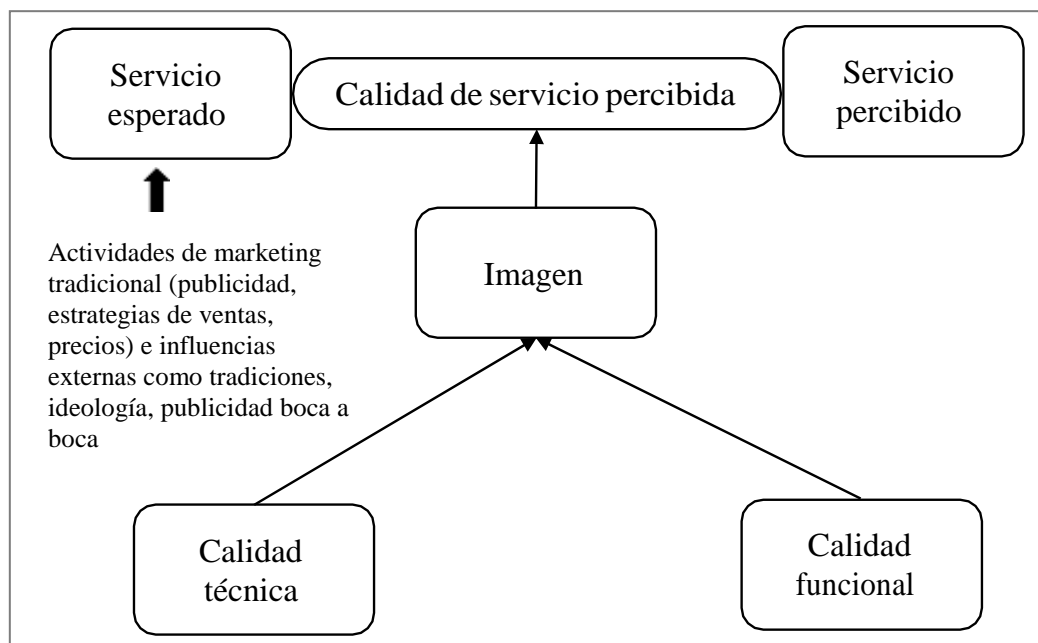 Servicio
esperado
Calidad de servicio percibida
Servicio
percibido
Actividades de marketing
tradicional (publicidad,
estrategias de ventas,
precios) e influencias
externas como tradiciones,
ideología, publicidad boca a
boca
Imagen
Calidad
técnica
Calidad
funcional